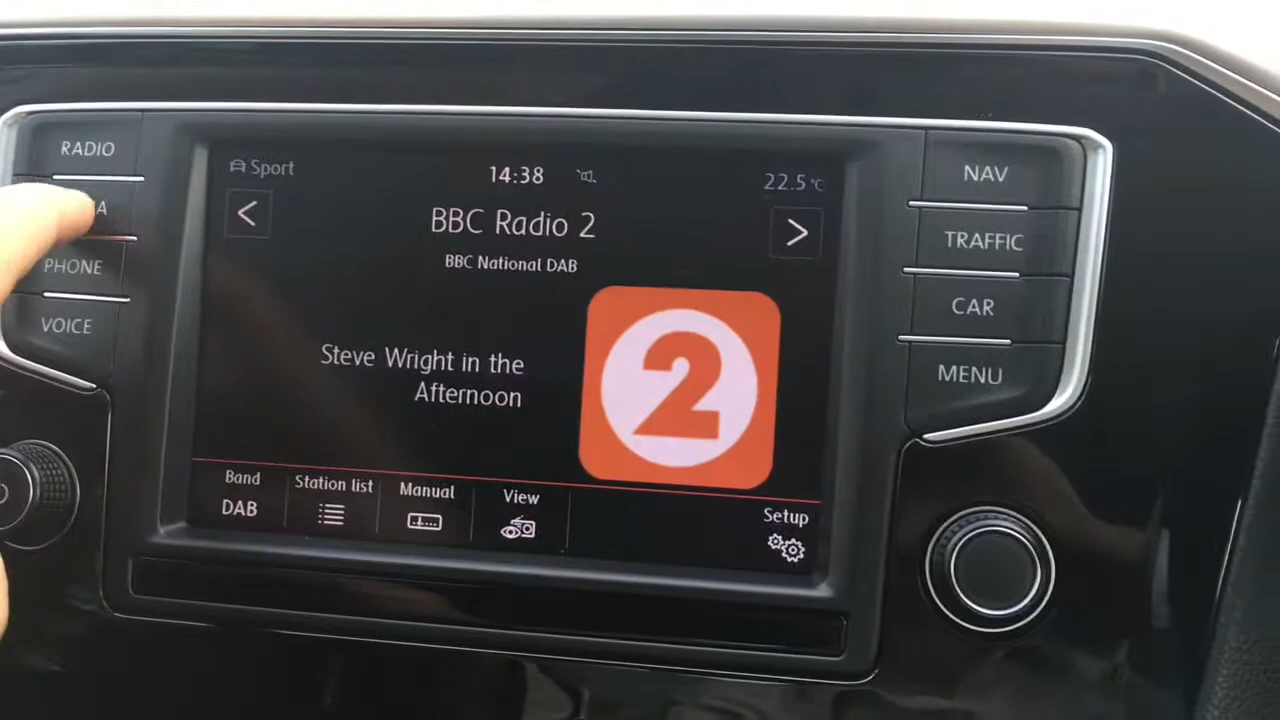 RADIO
PHONE
VOICE
Sport
14:38
22.5°C
<
BBC Radio 2
>
BBC National DAB
Steve Wright in the
Afternoon
2
Band
DAB
Station list
Manual
View
Setup
NAV
TRAFFIC
CAR
MENU